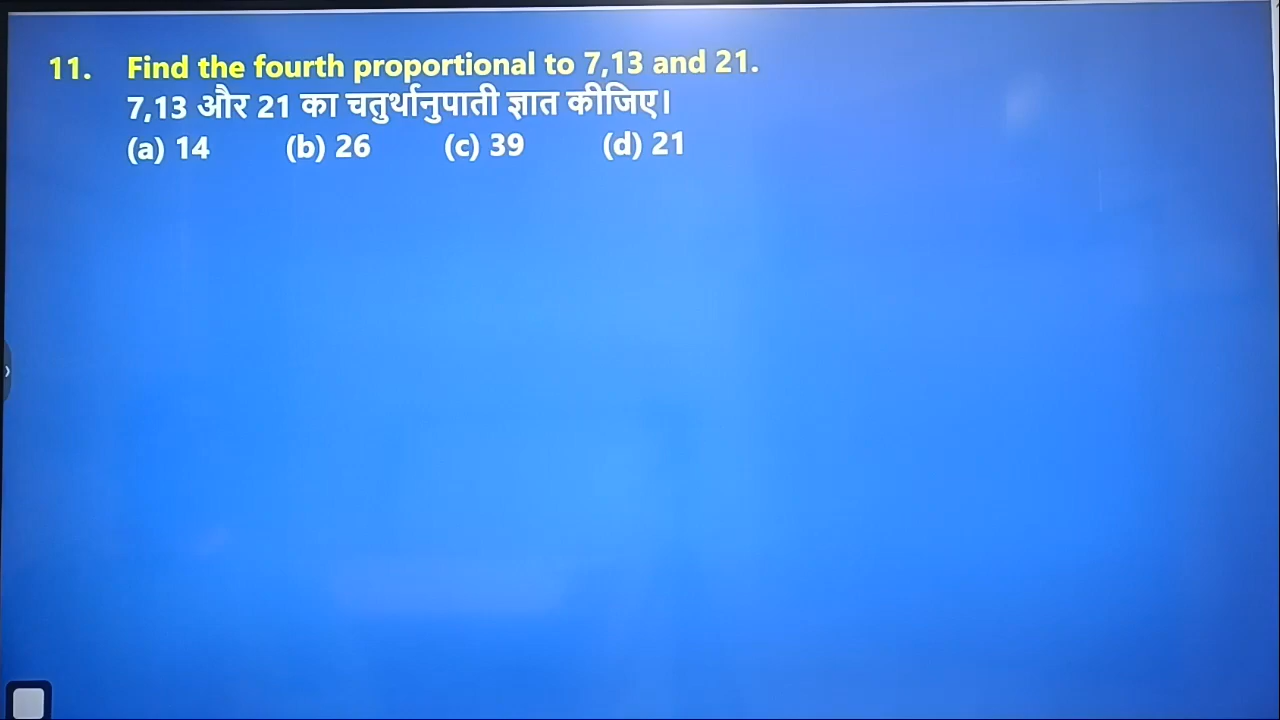 11. Find the fourth proportional to 7,13 and 21.
7,13 और 21 का चतुर्थानुपाती ज्ञात कीजिए।
(a) 14 (b) 26 (c) 39 (d) 21